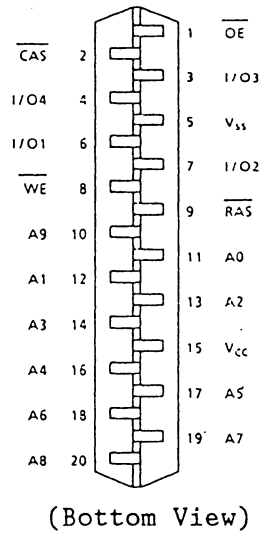 1 OE
CAS 2
3 I/O3
I/O4 4
5 Vss
I/O1 6
7 I/O2
WE 8
9 RAS
A9 10
11 A0
A1 12
13 A2
A3 14
15 VCC
A4 16
17 A5
A6 18
19 A7
A8 20
(Bottom View)